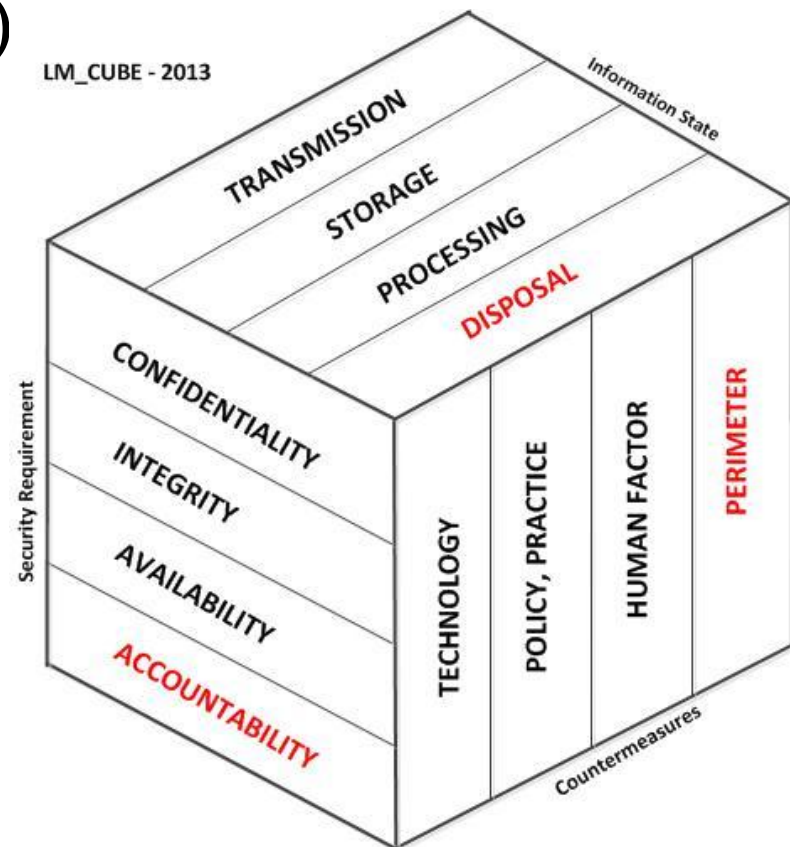 )
LM_CUBE - 2013
Information State
TRANSMISSION
STORAGE
PROCESSING
DISPOSAL
Security Requirement
CONFIDENTIALITY
INTEGRITY
AVAILABILITY
ACCOUNTABILITY
TECHNOLOGY
POLICY, PRACTICE
HUMAN FACTOR
PERIMETER
Countermeasures